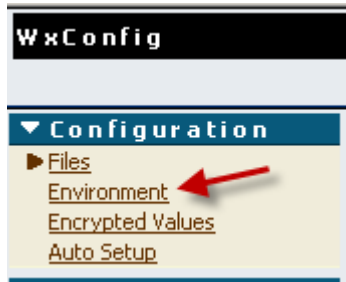 WxConfig
Configuration
Files
Environment
Encrypted Values
Auto Setup